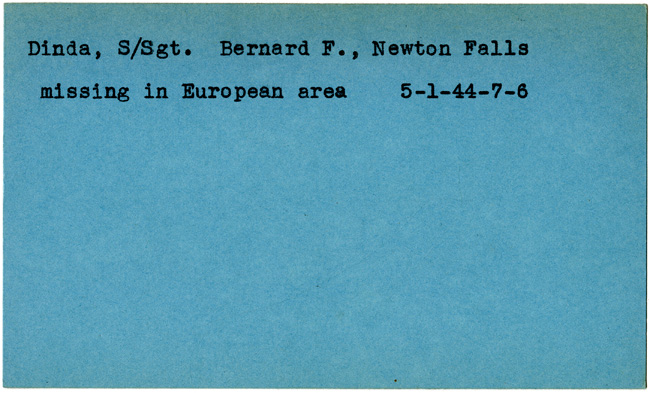 Dinda, S/Sgt. Bernard F., Newton Falls
missing in European area 5-1-44-7-6